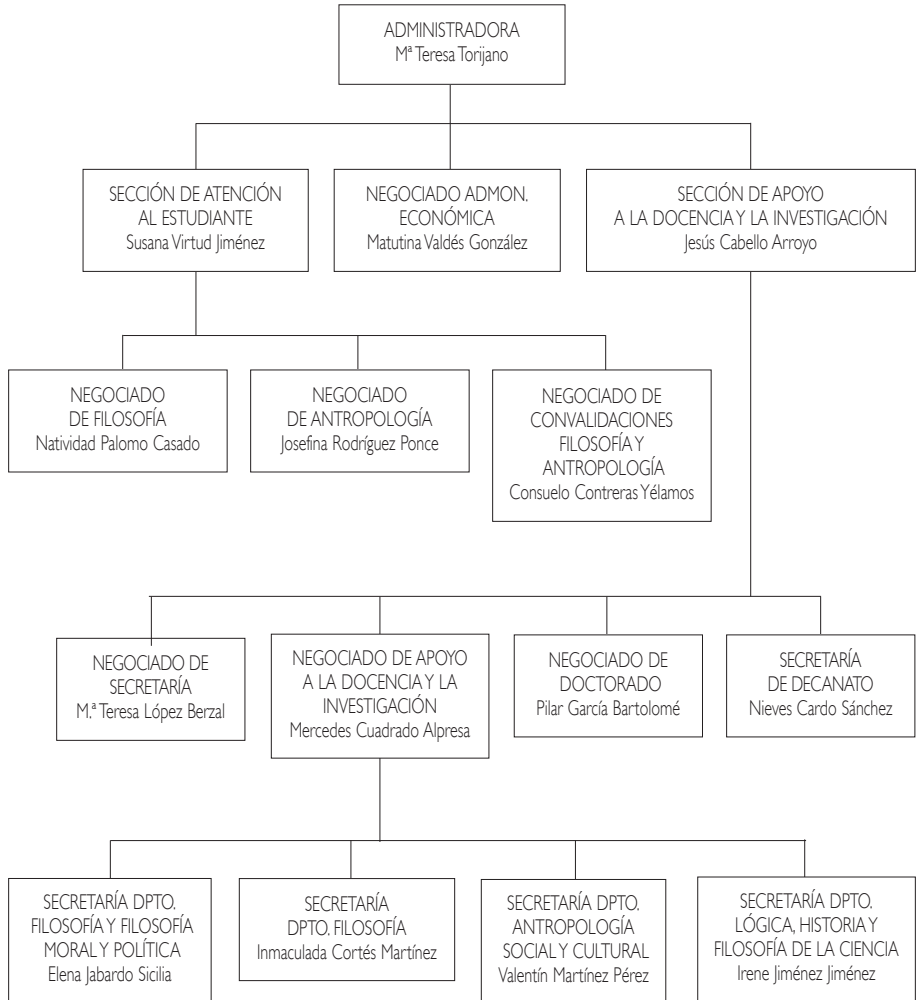 ADMINISTRADORA
Mª Teresa Torijano
SECCIÓN DE ATENCIÓN
AL ESTUDIANTE
Susana Virtud Jiménez
NEGOCIADO ADMON.
ECONÓMICA
Matutina Valdés González
SECCIÓN DE APOYO
A LA DOCENCIA Y LA INVESTIGACIÓN
Jesús Cabello Arroyo
NEGOCIADO
DE FILOSOFÍA
Natividad Palomo Casado
NEGOCIADO
DE ANTROPOLOGÍA
Josefina Rodríguez Ponce
NEGOCIADO DE
CONVALIDACIONES
FILOSOFÍA Y
ANTROPOLOGÍA
Consuelo Contreras Yélamos
NEGOCIADO DE
SECRETARÍA
M.ª Teresa López Berzal
NEGOCIADO DE APOYO
A LA DOCENCIA Y LA
INVESTIGACIÓN
Mercedes Cuadrado Alpresa
NEGOCIADO DE
DOCTORADO
Pilar García Bartolomé
SECRETARÍA
DE DECANATO
Nieves Cardo Sánchez
SECRETARÍA DPTO.
FILOSOFÍA Y FILOSOFÍA
MORAL Y POLÍTICA
Elena Jabardo Sicilia
SECRETARÍA
DPTO. FILOSOFÍA
Inmaculada Cortés Martínez
SECRETARÍA DPTO.
ANTROPOLOGÍA
SOCIAL Y CULTURAL
Valentín Martínez Pérez
SECRETARÍA DPTO.
LÓGICA, HISTORIA Y
FILOSOFÍA DE LA CIENCIA
Irene Jiménez Jiménez